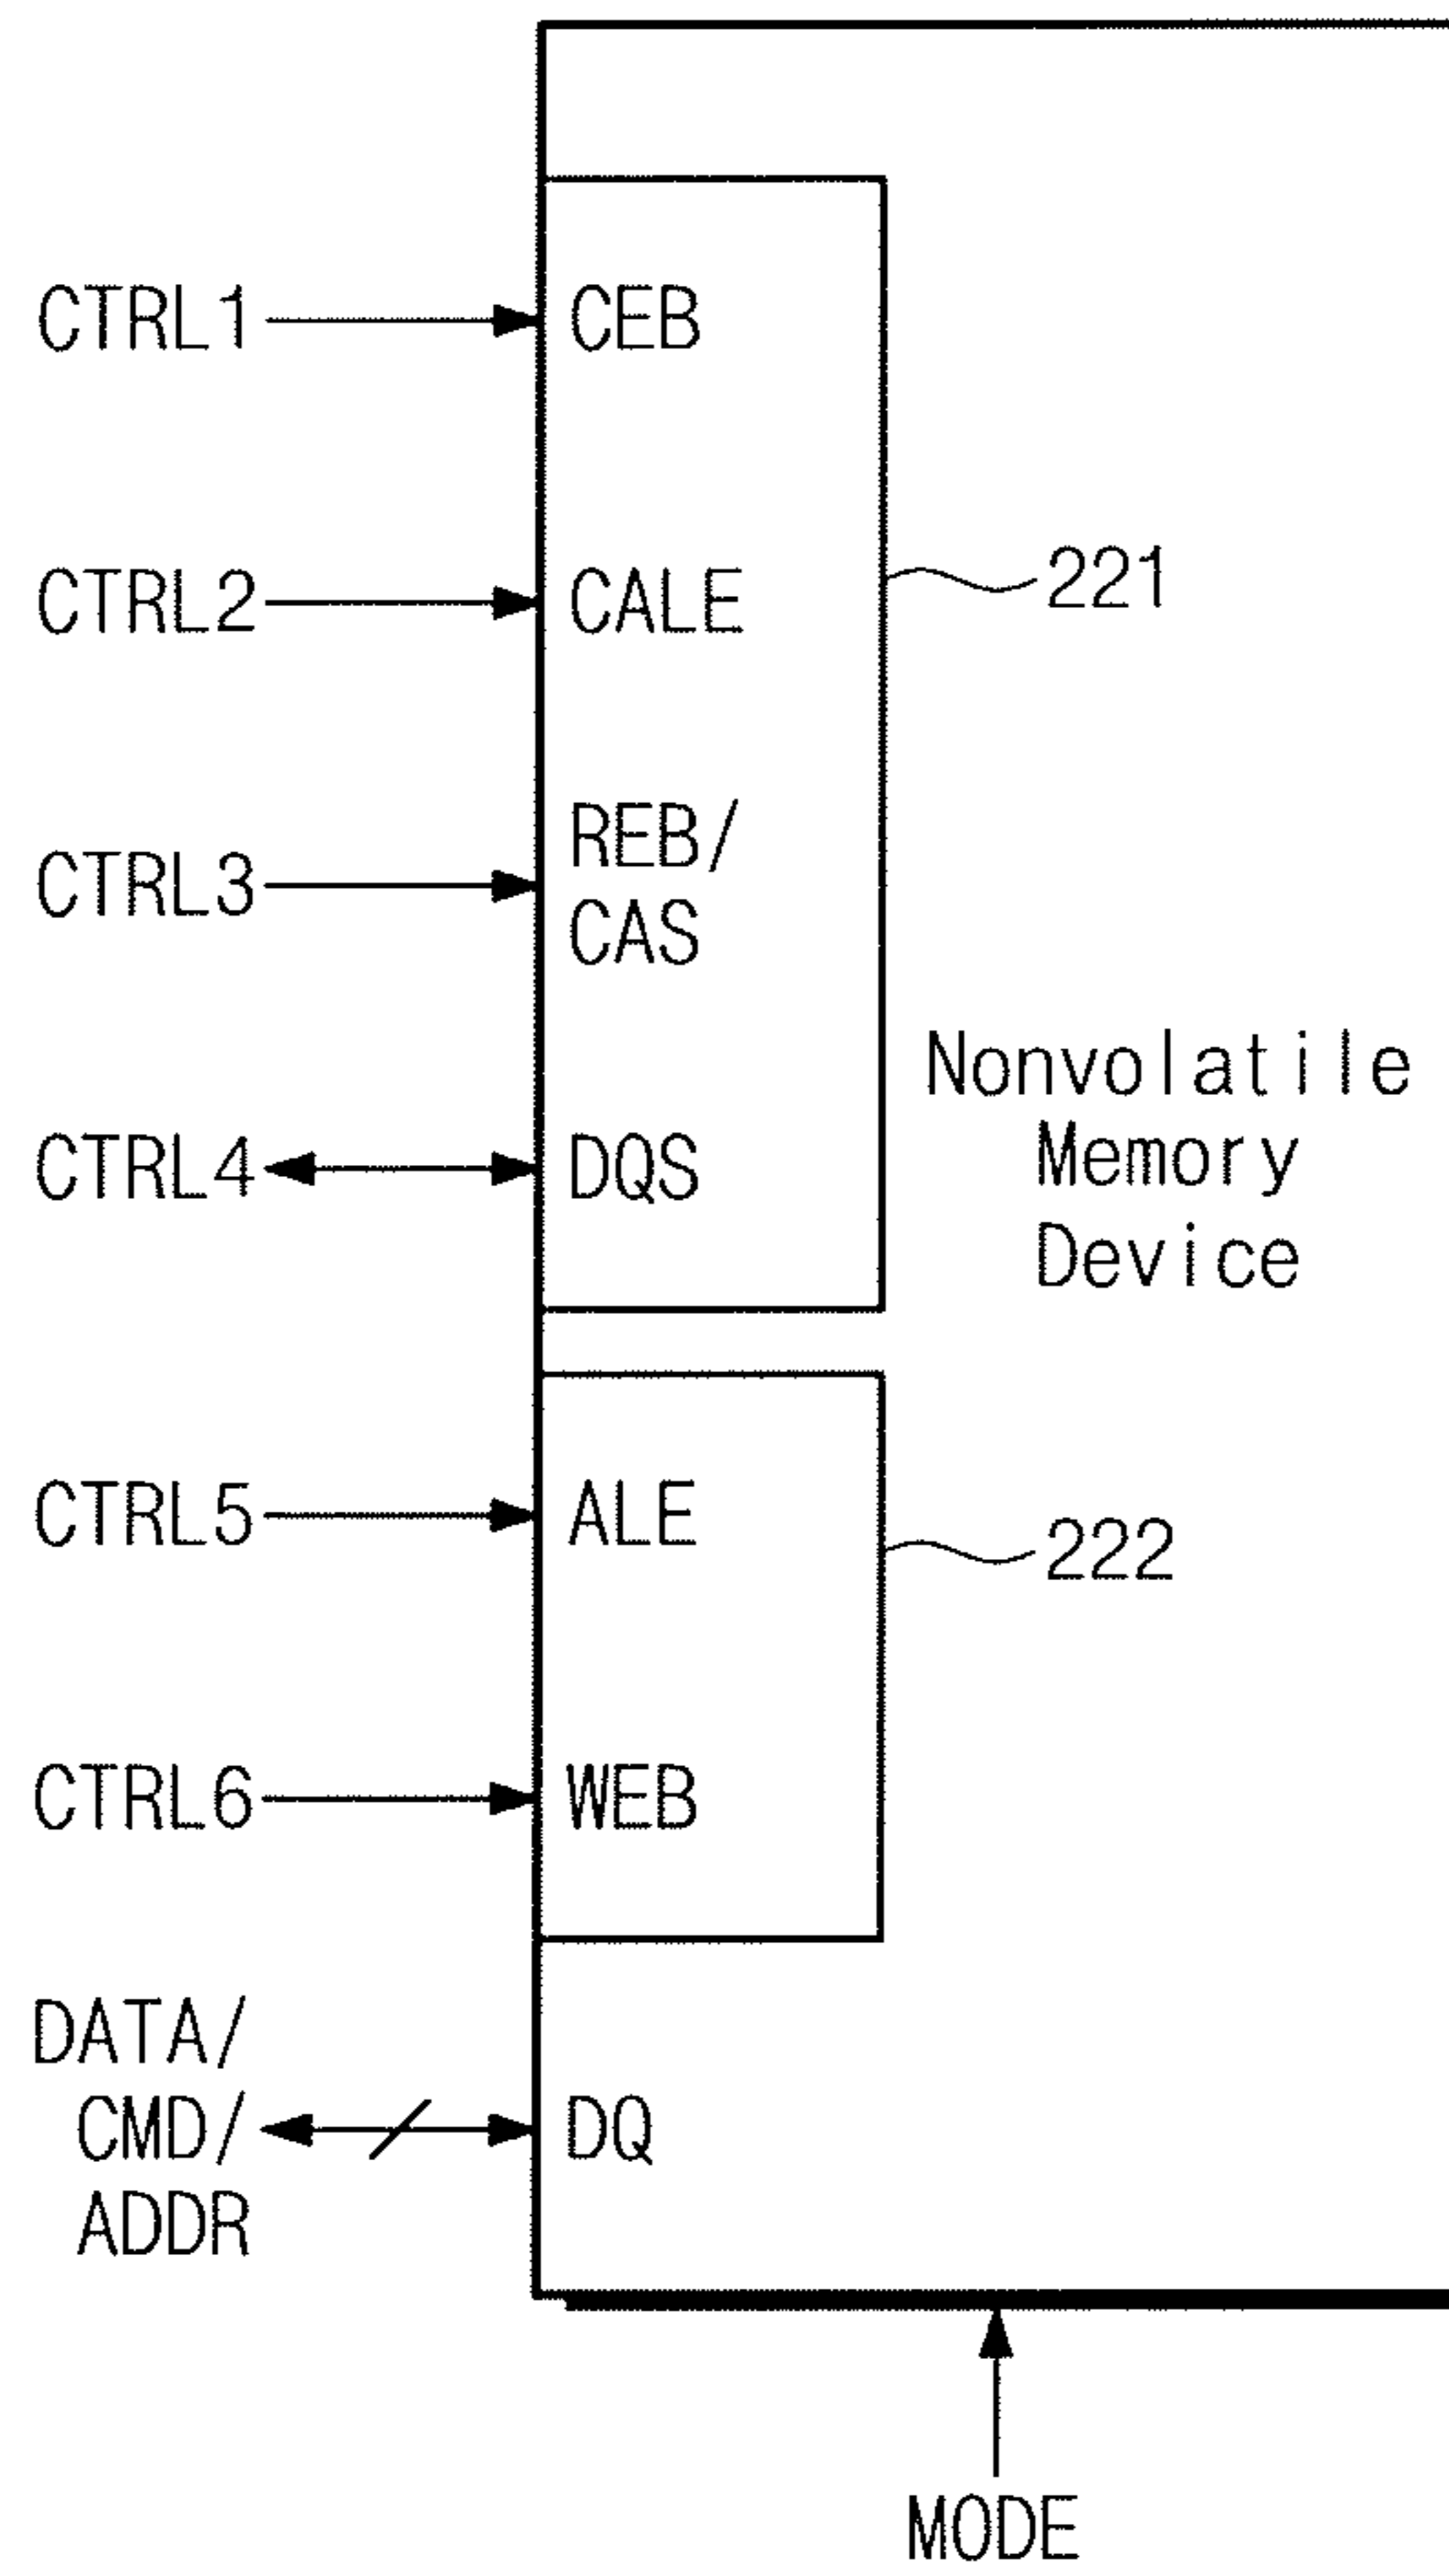 CTRL1 CEB
CTRL2 CALE
221
CTRL3 REB/
CAS
Nonvolatile
Memory
Device
CTRL4 DQS
CTRL5 ALE
222
CTRL6 WEB
DATA/
CMD/
ADDR
DQ
MODE